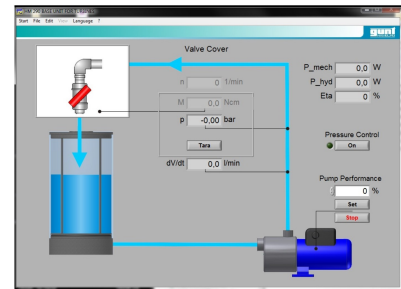 Start File Edit View Language ?
gunt
Valve Cover
n 0 1/min
M 0,0 Ncm
p -0,00 bar
Tara
dV/dt 0,0 l/min
P_mech 0,0 W
P_hyd 0,0 W
Eta 0 %
Pressure Control
On
Pump Performance
0 %
Set
Stop